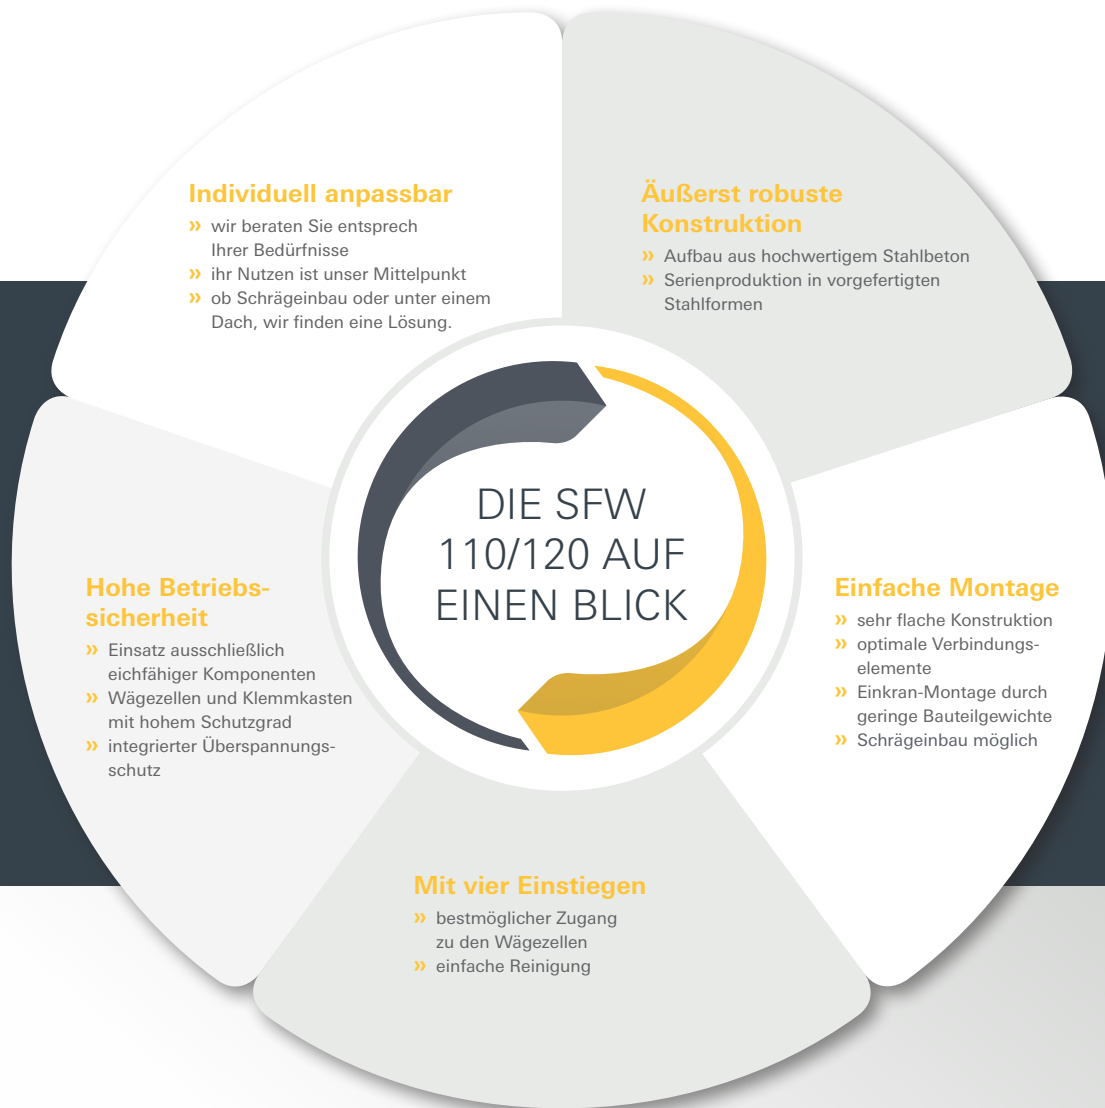 Individuell anpassbar
» wir beraten Sie entsprech
Ihrer Bedürfnisse
» ihr Nutzen ist unser Mittelpunkt
» ob Schrägeinbau oder unter einem
Dach, wir finden eine Lösung.
Äußerst robuste
Konstruktion
» Aufbau aus hochwertigem Stahlbeton
» Serienproduktion in vorgefertigten
Stahlformen
DIE SFW
110/120 AUF
EINEN BLICK
Hohe Betriebs-
sicherheit
» Einsatz ausschließlich
eichfähiger Komponenten
» Wägezellen und Klemmkasten
mit hohem Schutzgrad
» integrierter Überspannungs-
schutz
Einfache Montage
» sehr flache Konstruktion
» optimale Verbindungs-
elemente
» Einkran-Montage durch
geringe Bauteilgewichte
» Schrägeinbau möglich
Mit vier Einstiegen
» bestmöglicher Zugang
zu den Wägezellen
» einfache Reinigung